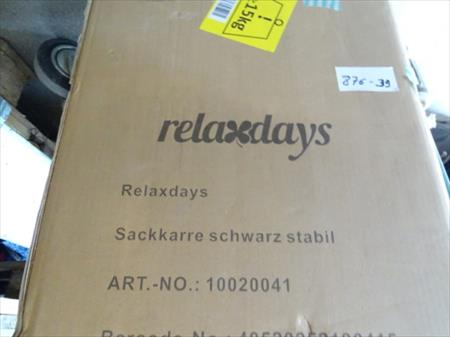 >15kg
876-39
relaxdays
Relaxdays
Sackkarre schwarz stabil
ART.-NO.: 10020041